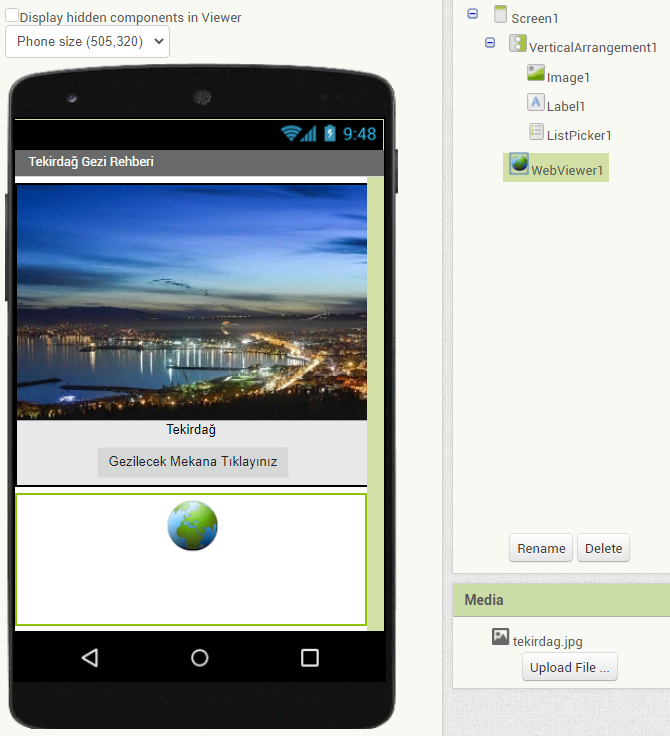 Display hidden components in Viewer
Phone size (505,320)
9:48
Tekirdağ Gezi Rehberi
Tekirdağ
Gezilecek Mekana Tıklayınız
Screen1
VerticalArrangement1
Image1
A
Label1
ListPicker1
WebViewer1
Rename
Delete
Media
tekirdag.jpg
Upload File ...